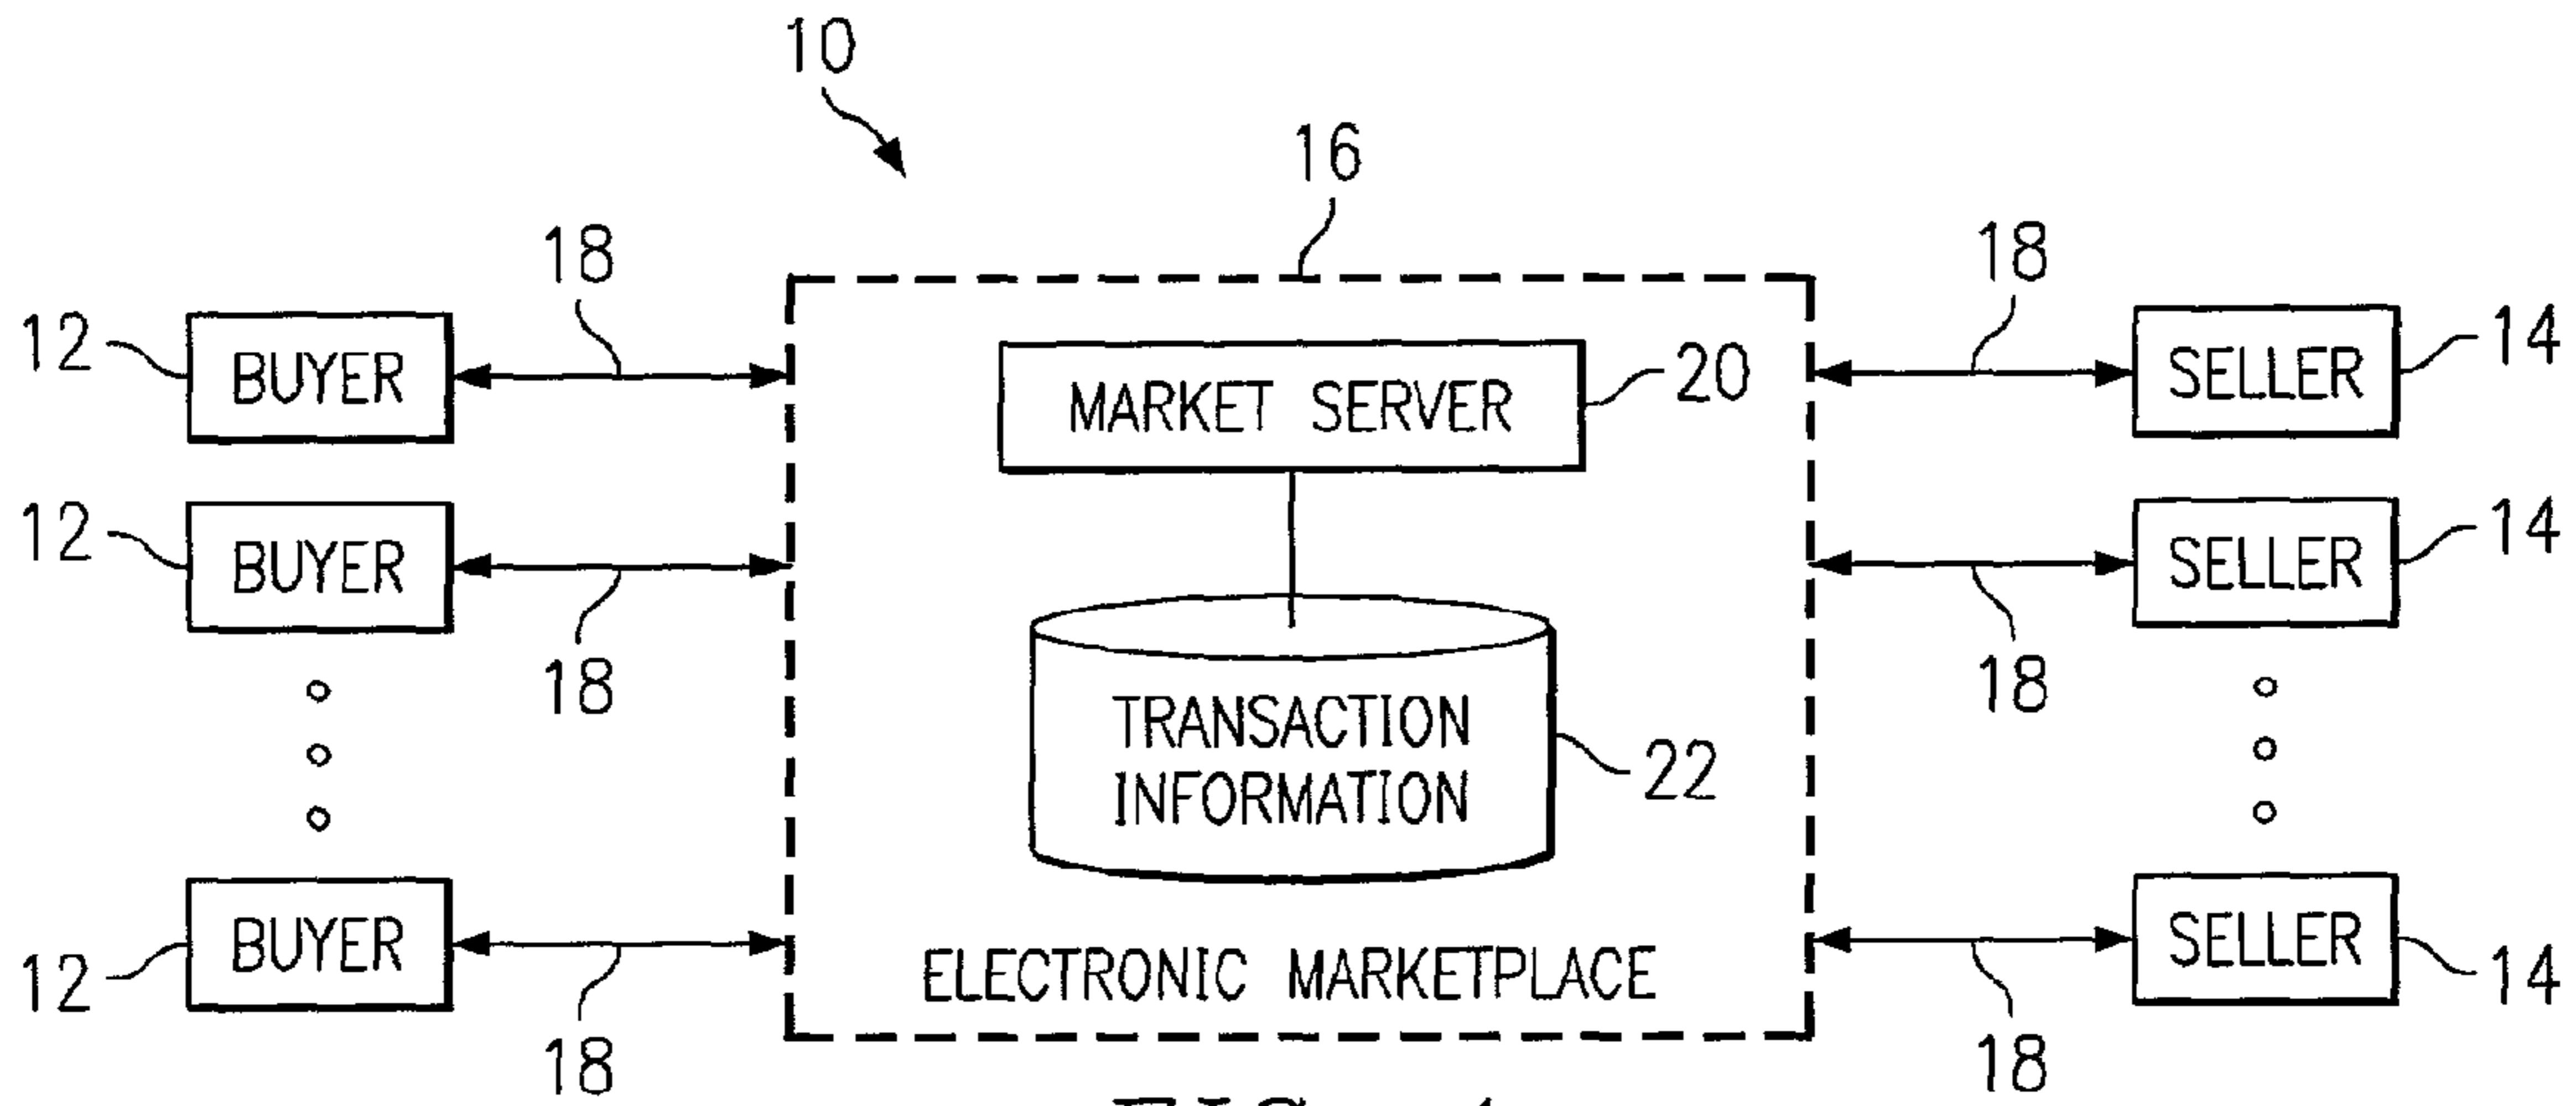 10
16
18 18
12 BUYER SELLER 14
MARKET SERVER 20
12 BUYER SELLER 14
18 18
TRANSACTION
INFORMATION
22
12 BUYER SELLER 14
ELECTRONIC MARKETPLACE
18 18